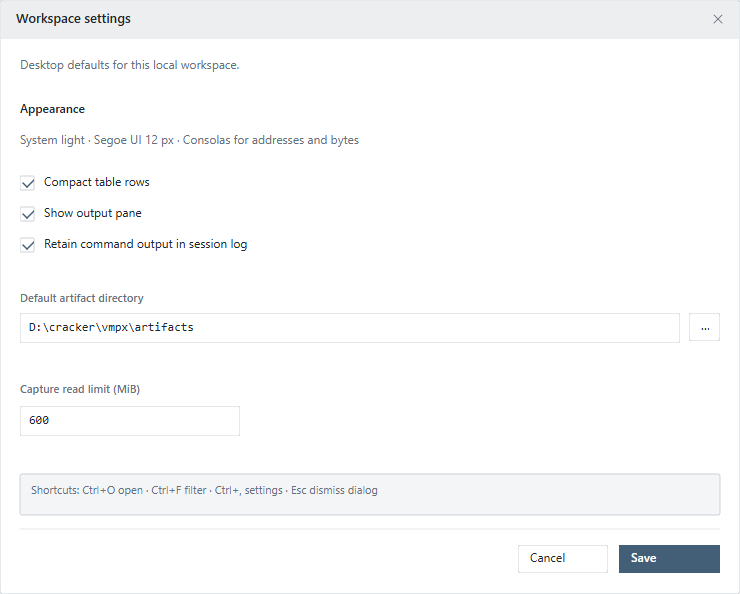 Workspace settings
Desktop defaults for this local workspace.
Appearance
System light · Segoe UI 12 px · Consolas for addresses and bytes
Compact table rows
Show output pane
Retain command output in session log
Default artifact directory
D:\cracker\vmpx\artifacts
...
Capture read limit (MiB)
600
Shortcuts: Ctrl+O open · Ctrl+F filter · Ctrl+, settings · Esc dismiss dialog
Cancel
Save